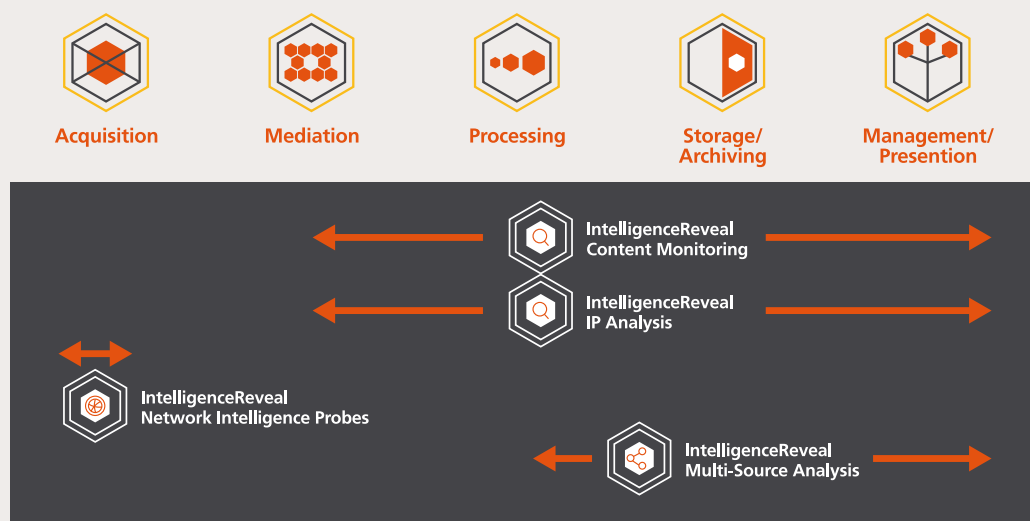 Acquisition
Mediation
Processing
Storage/
Archiving
Management/
Presention
IntelligenceReveal
Content Monitoring
IntelligenceReveal
IP Analysis
IntelligenceReveal
Network Intelligence Probes
IntelligenceReveal
Multi-Source Analysis